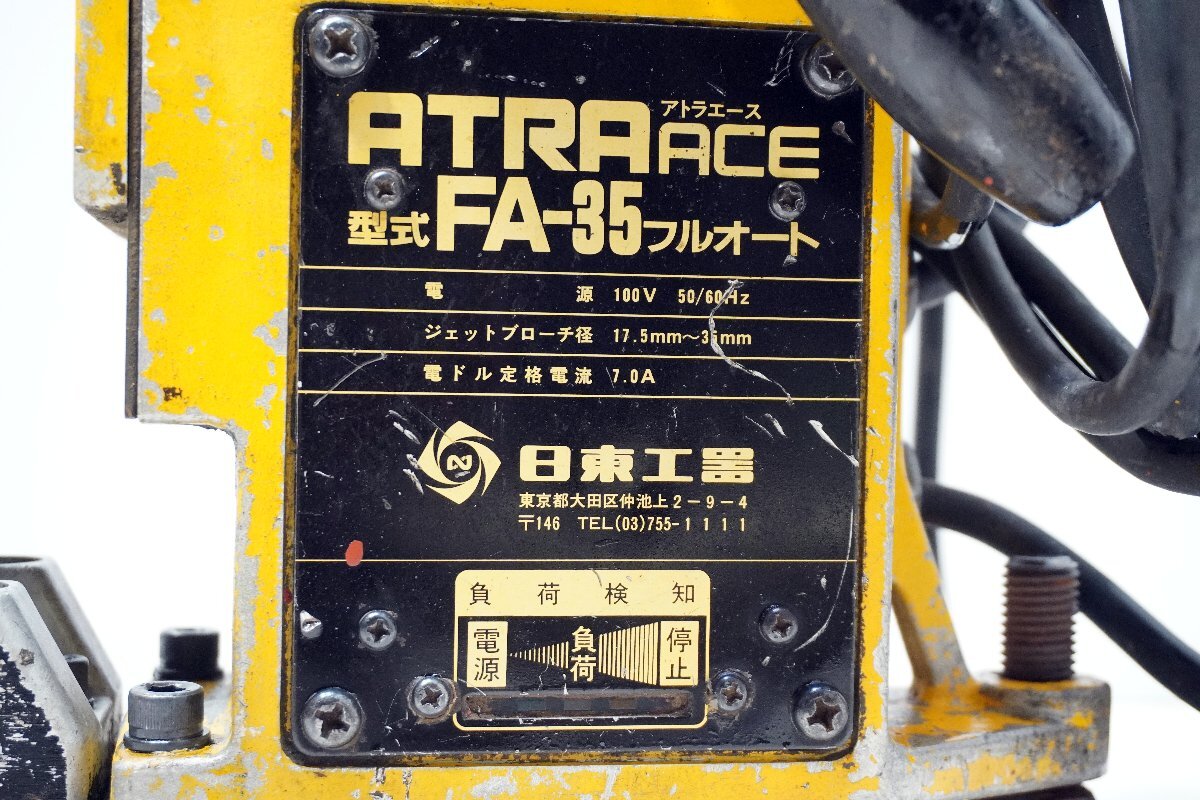 アトラエース
ATRAACE
型式 FA-35 フルオート
電源 100V 50/60Hz
ジェットブローチ径 17.5mm〜35mm
電ドル定格電流 7.0A
日東工器
東京都大田区仲池上2-9-4
〒146 TEL(03)755-1111
負荷検知
電源 負荷 停止